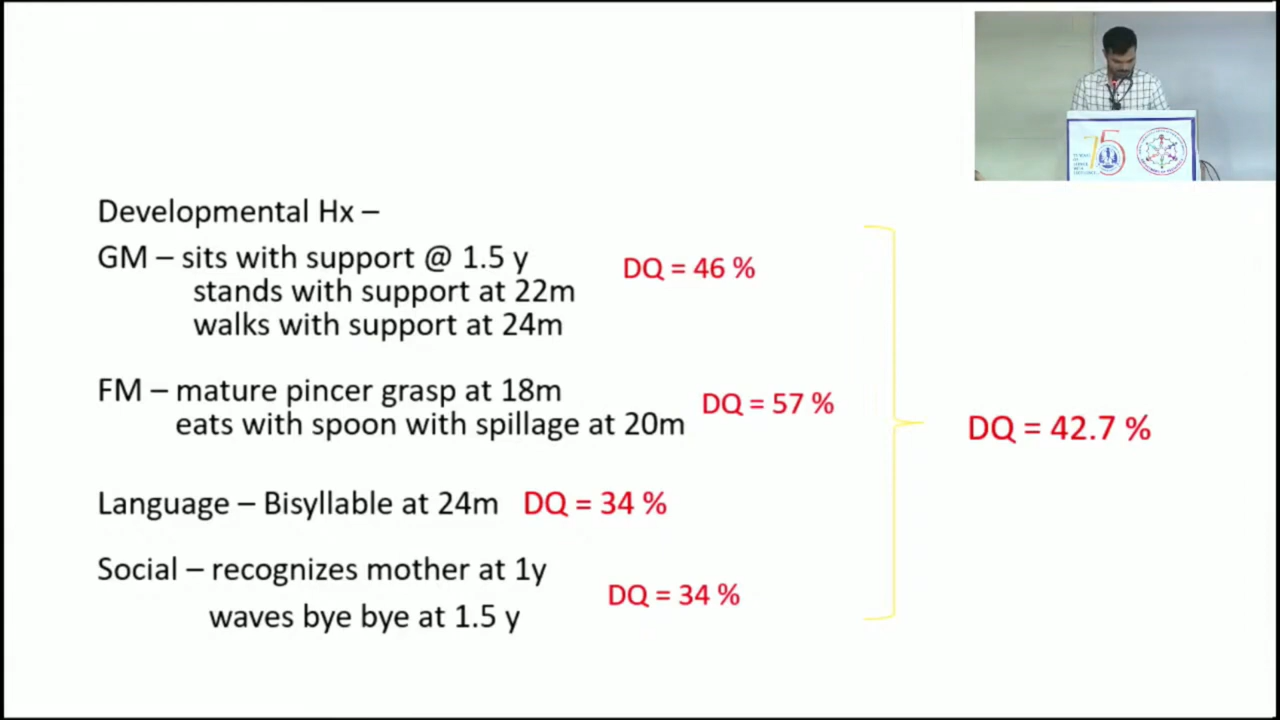 Developmental Hx –
GM – sits with support @ 1.5 y
stands with support at 22m
walks with support at 24m
DQ = 46 %
FM – mature pincer grasp at 18m
eats with spoon with spillage at 20m
DQ = 57 %
Language – Bisyllable at 24m DQ = 34 %
Social – recognizes mother at 1y
waves bye bye at 1.5 y
DQ = 34 %
DQ = 42.7 %
75